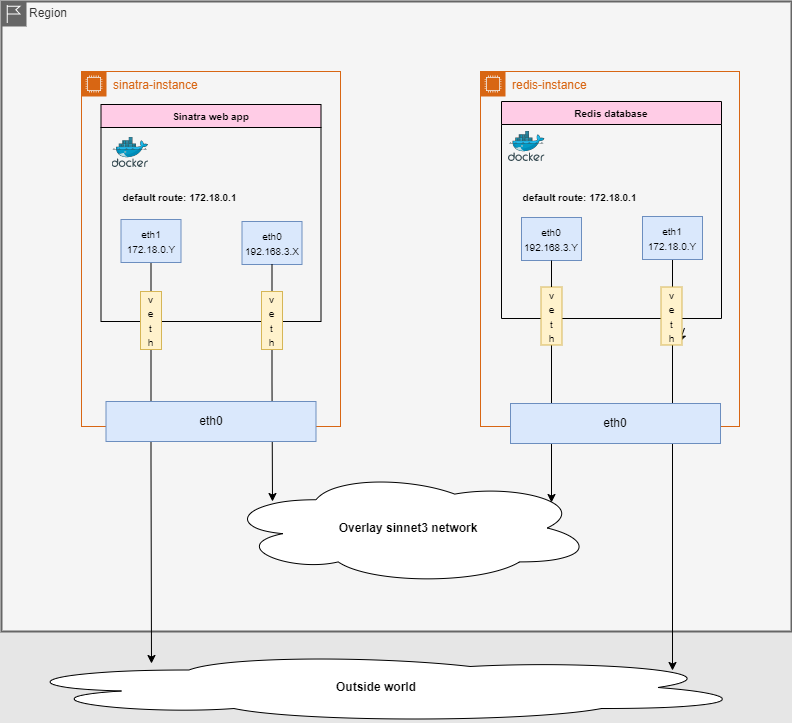 Region
sinatra-instance
redis-instance
Sinatra web app
Redis database
docker
docker
default route: 172.18.0.1
default route: 172.18.0.1
eth1
172.18.0.Y
eth0
192.168.3.X
eth0
192.168.3.Y
eth1
172.18.0.Y
v
e
t
h
v
e
t
h
v
e
t
h
v
e
t
h
eth0
eth0
Overlay sinnet3 network
Outside world